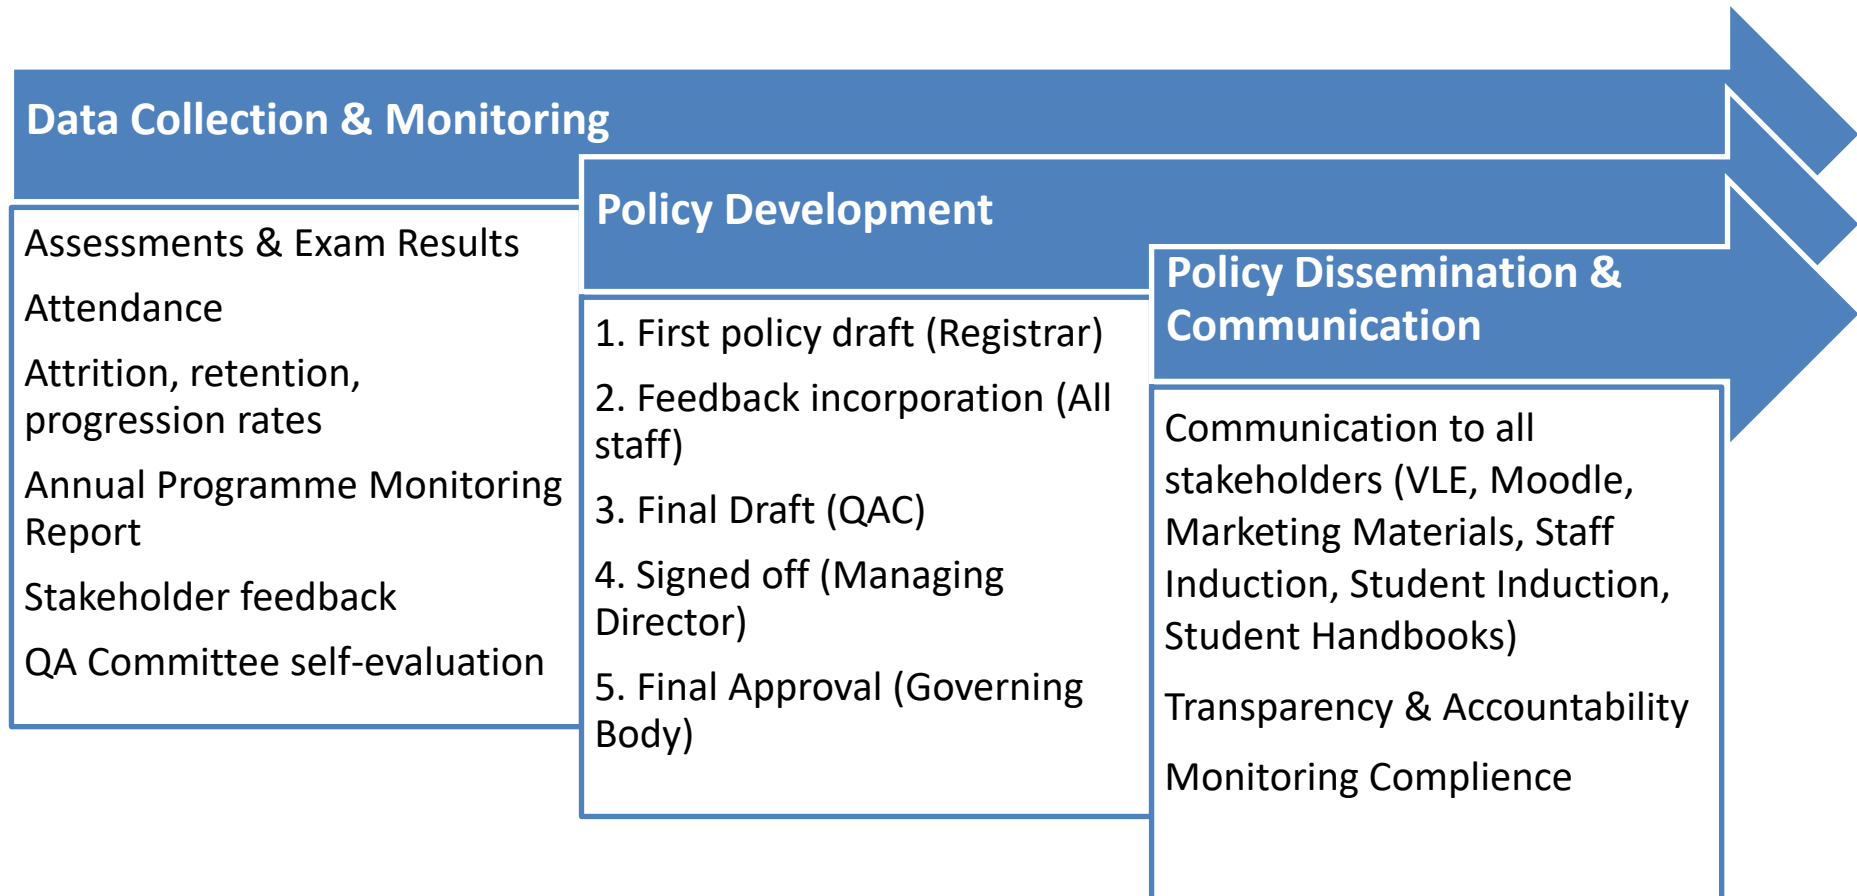 Data Collection & Monitoring
Assessments & Exam Results
Attendance
Attrition, retention,
progression rates
Annual Programme Monitoring
Report
Stakeholder feedback
QA Committee self-evaluation
Policy Development
1. First policy draft (Registrar)
2. Feedback incorporation (All
staff)
3. Final Draft (QAC)
4. Signed off (Managing
Director)
5. Final Approval (Governing
Body)
Policy Dissemination &
Communication
Communication to all
stakeholders (VLE, Moodle,
Marketing Materials, Staff
Induction, Student Induction,
Student Handbooks)
Transparency & Accountability
Monitoring Complience